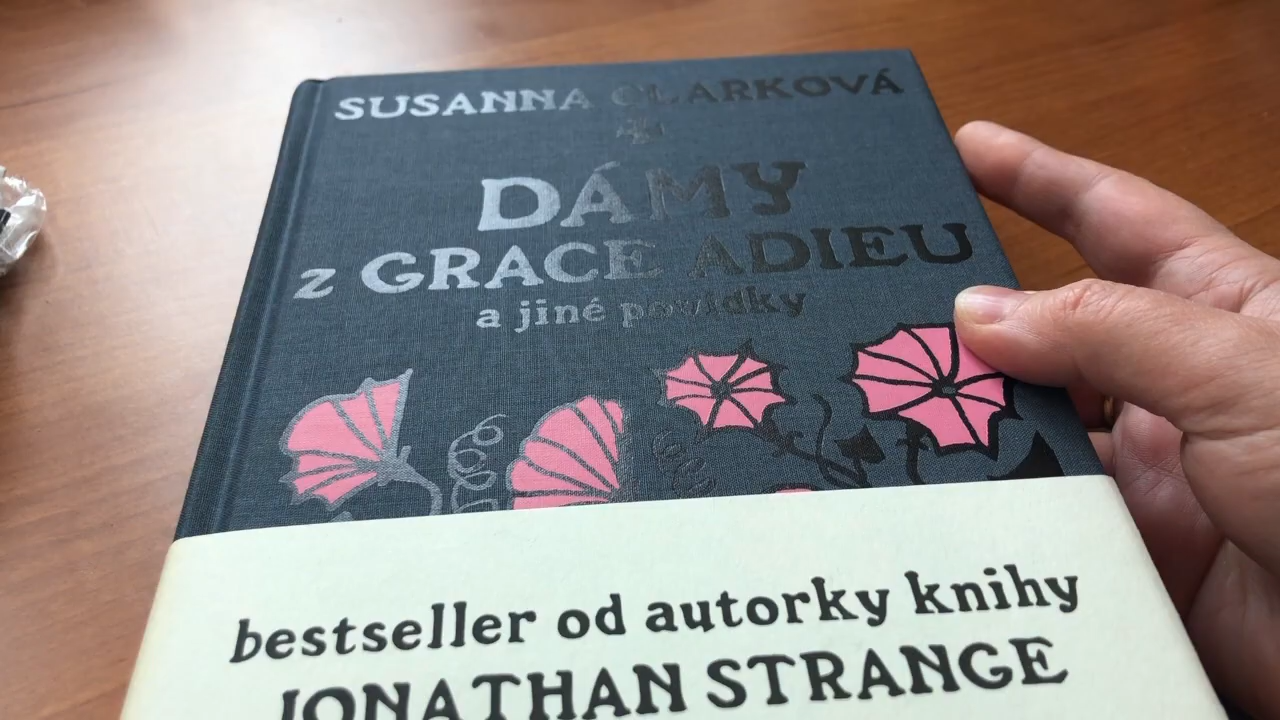 SUSANNA CLARKOVÁ
DÁMY
z GRACE ADIEU
a jiné povídky
bestseller od autorky knihy
JONATHAN STRANGE